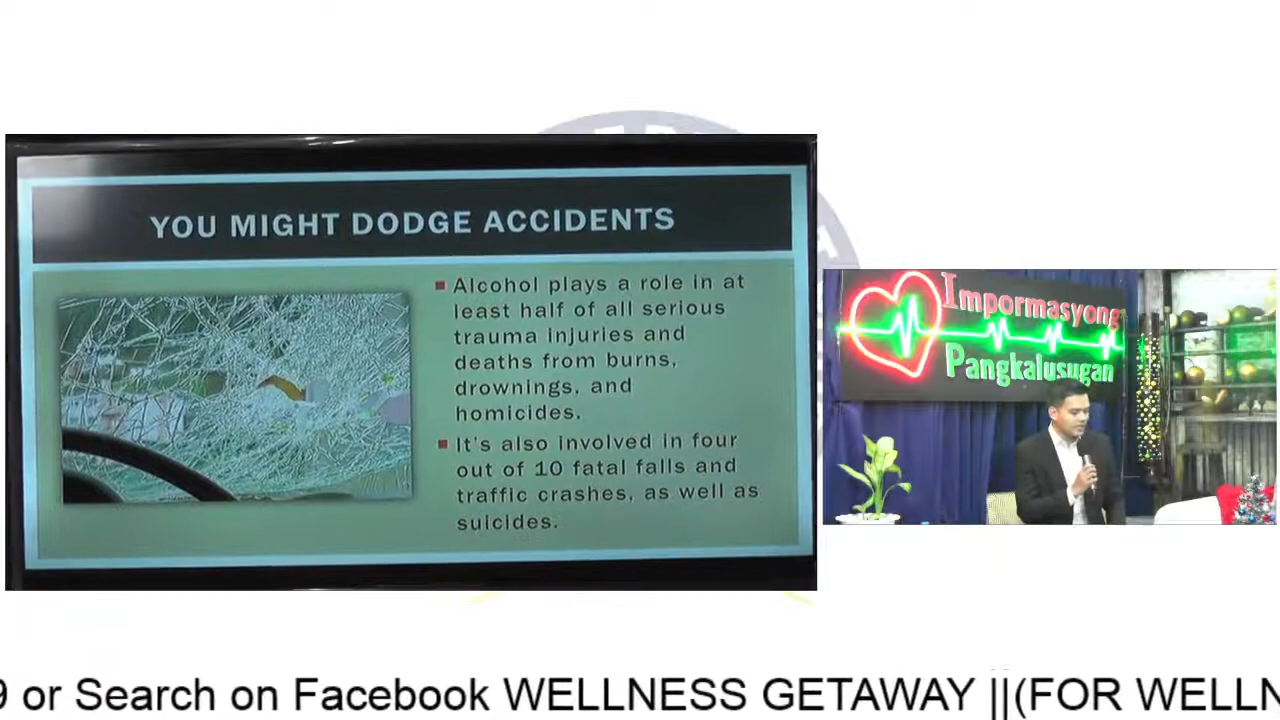 YOU MIGHT DODGE ACCIDENTS
■ Alcohol plays a role in at
least half of all serious
trauma injuries and
deaths from burns,
drownings, and
homicides.
■ It's also involved in four
out of 10 fatal falls and
traffic crashes, as well as
suicides.
Impormasyong
Pangkalusugan
9 or Search on Facebook WELLNESS GETAWAY ||(FOR WELLN